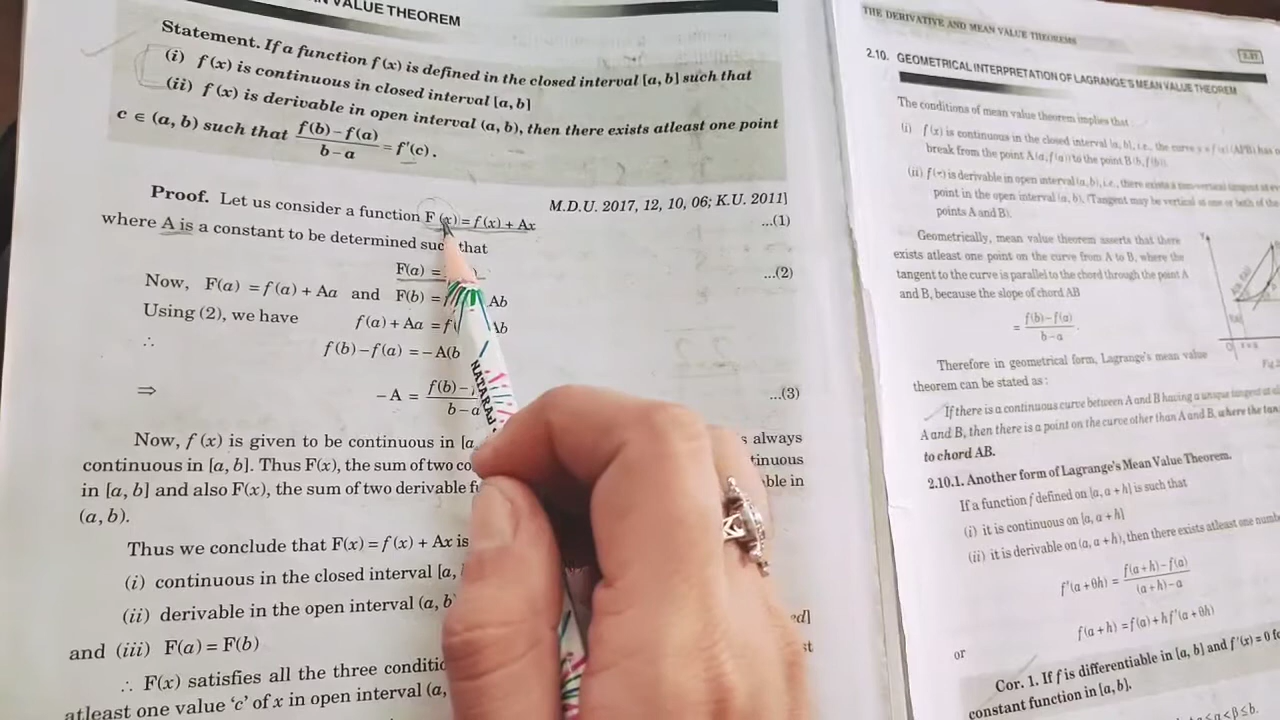 VALUE THEOREM
Statement. If a function f (x) is defined in the closed interval [a, b] such that
(i) f (x) is continuous in closed interval [a, b]
(ii) f (x) is derivable in open interval (a, b), then there exists atleast one point
c ∈ (a, b) such that f(b) – f(a) / b – a = f′(c).
M.D.U. 2017, 12, 10, 06; K.U. 2011]
Proof. Let us consider a function F (x) = f (x) + Ax ...(1)
where A is a constant to be determined such that
F(a) = ...(2)
Now, F(a) = f (a) + Aa and F(b) = Ab
Using (2), we have f (a) + Aa = Ab
∴ f (b) – f (a) = – A(b
⇒ – A = f (b) – / b – a ...(3)
Now, f (x) is given to be continuous in [a, always
continuous in [a, b]. Thus F(x), the sum of two
in [a, b] and also F(x), the sum of two derivable in
(a, b).
Thus we conclude that F(x) = f (x) + Ax is
(i) continuous in the closed interval [a,
(ii) derivable in the open interval (a, b
and (iii) F(a) = F(b)
∴ F(x) satisfies all the three
atleast one value ‘c’ of x in open interval (a,
NATARAJ
THE DERIVATIVE AND MEAN VALUE THEOREMS
2.10. GEOMETRICAL INTERPRETATION OF LAGRANGE'S MEAN VALUE THEOREM
The conditions of mean value theorem implies that
(i) f (x) is continuous in the closed interval [a, b], i.e., the curve y = f (x) (APB) has
break from the point A (a, f(a)) to the point B (b, f(b)).
(ii) f (x) is derivable in open interval (a, b), i.e., there exists a non-vertical tangent at
point in the open interval (a, b). (Tangent may be vertical at one or both of the
points A and B).
Geometrically, mean value theorem asserts that there
exists atleast one point on the curve from A to B, where the
tangent to the curve is parallel to the chord through the point A
and B, because the slope of chord AB
= f(b) – f(a) / b – a .
Therefore in geometrical form, Lagrange's mean value
theorem can be stated as :
If there is a continuous curve between A and B having a unique tangent at
A and B, then there is a point on the curve other than A and B, where the
to chord AB.
2.10.1. Another form of Lagrange's Mean Value Theorem.
If a function f defined on [a, a + h] is such that
(i) it is continuous on [a, a + h]
(ii) it is derivable on (a, a + h), then there exists atleast one
f′(a + θh) = f(a + h) – f(a) / (a + h) – a
or f(a + h) = f(a) + h f′(a + θh)
Cor. 1. If f is differentiable in [a, b] and f′(x) = 0
constant function in [a, b].